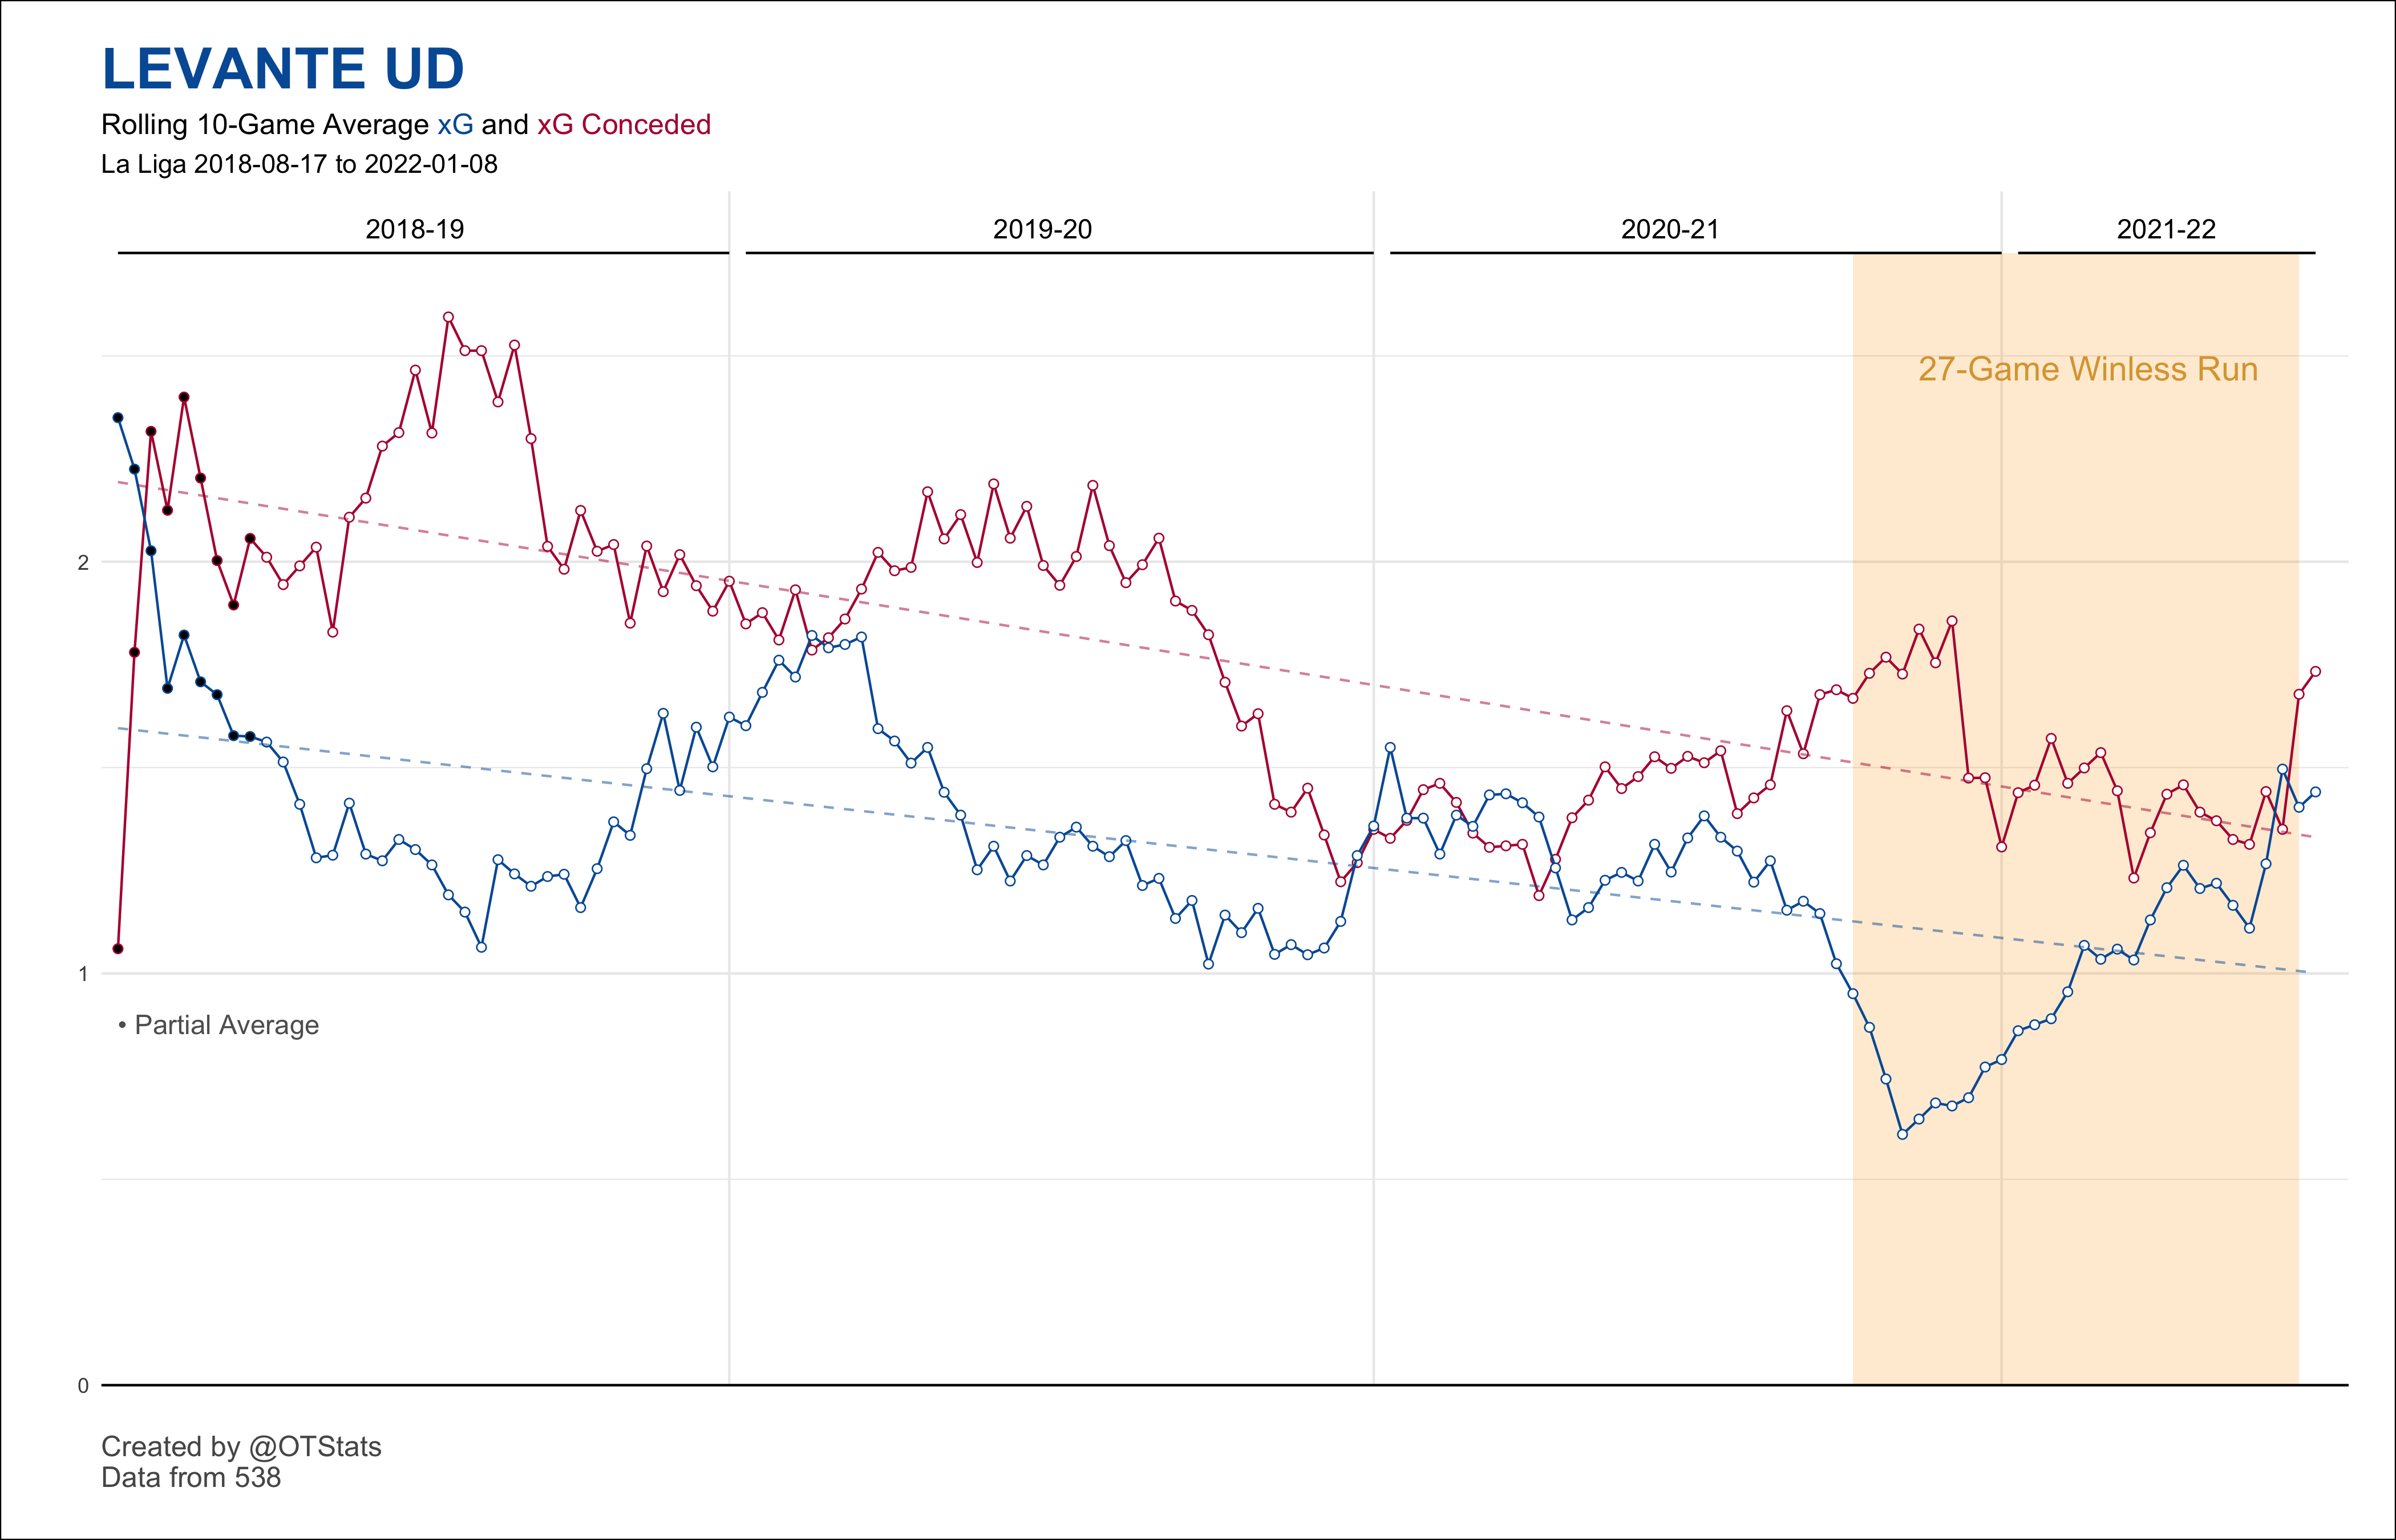 LEVANTE UD
Rolling 10-Game Average xG and xG Conceded
La Liga 2018-08-17 to 2022-01-08
2018-19 2019-20 2020-21 2021-22
27-Game Winless Run
2
1
• Partial Average
0
Created by @OTStats
Data from 538